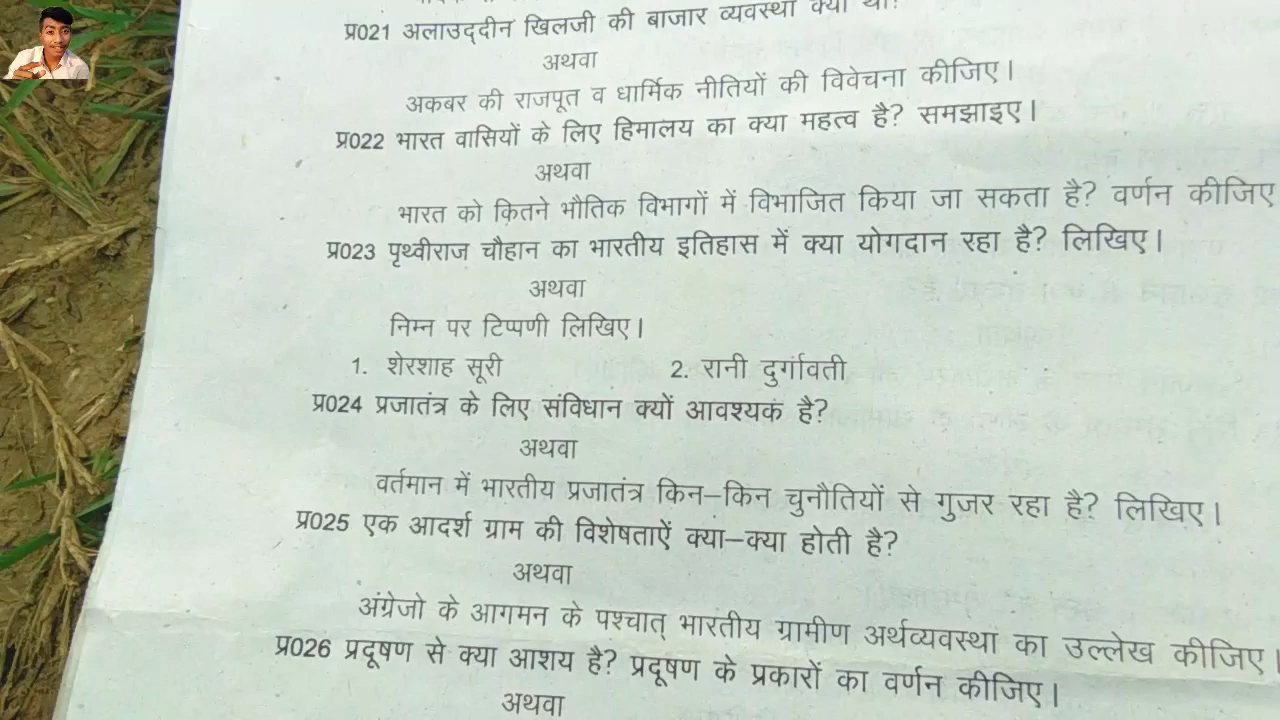 प्र021 अलाउद्दीन खिलजी की बाजार व्यवस्था क्या था?
अथवा
अकबर की राजपूत व धार्मिक नीतियों की विवेचना कीजिए।
प्र022 भारत वासियों के लिए हिमालय का क्या महत्व है? समझाइए।
अथवा
भारत को कितने भौतिक विभागों में विभाजित किया जा सकता है? वर्णन कीजिए
प्र023 पृथ्वीराज चौहान का भारतीय इतिहास में क्या योगदान रहा है? लिखिए।
अथवा
निम्न पर टिप्पणी लिखिए।
1. शेरशाह सूरी 2. रानी दुर्गावती
प्र024 प्रजातंत्र के लिए संविधान क्यों आवश्यक है?
अथवा
वर्तमान में भारतीय प्रजातंत्र किन–किन चुनौतियों से गुजर रहा है? लिखिए।
प्र025 एक आदर्श ग्राम की विशेषताऐं क्या–क्या होती है?
अथवा
अंग्रेजो के आगमन के पश्चात् भारतीय ग्रामीण अर्थव्यवस्था का उल्लेख कीजिए।
प्र026 प्रदूषण से क्या आशय है? प्रदूषण के प्रकारों का वर्णन कीजिए।
अथवा